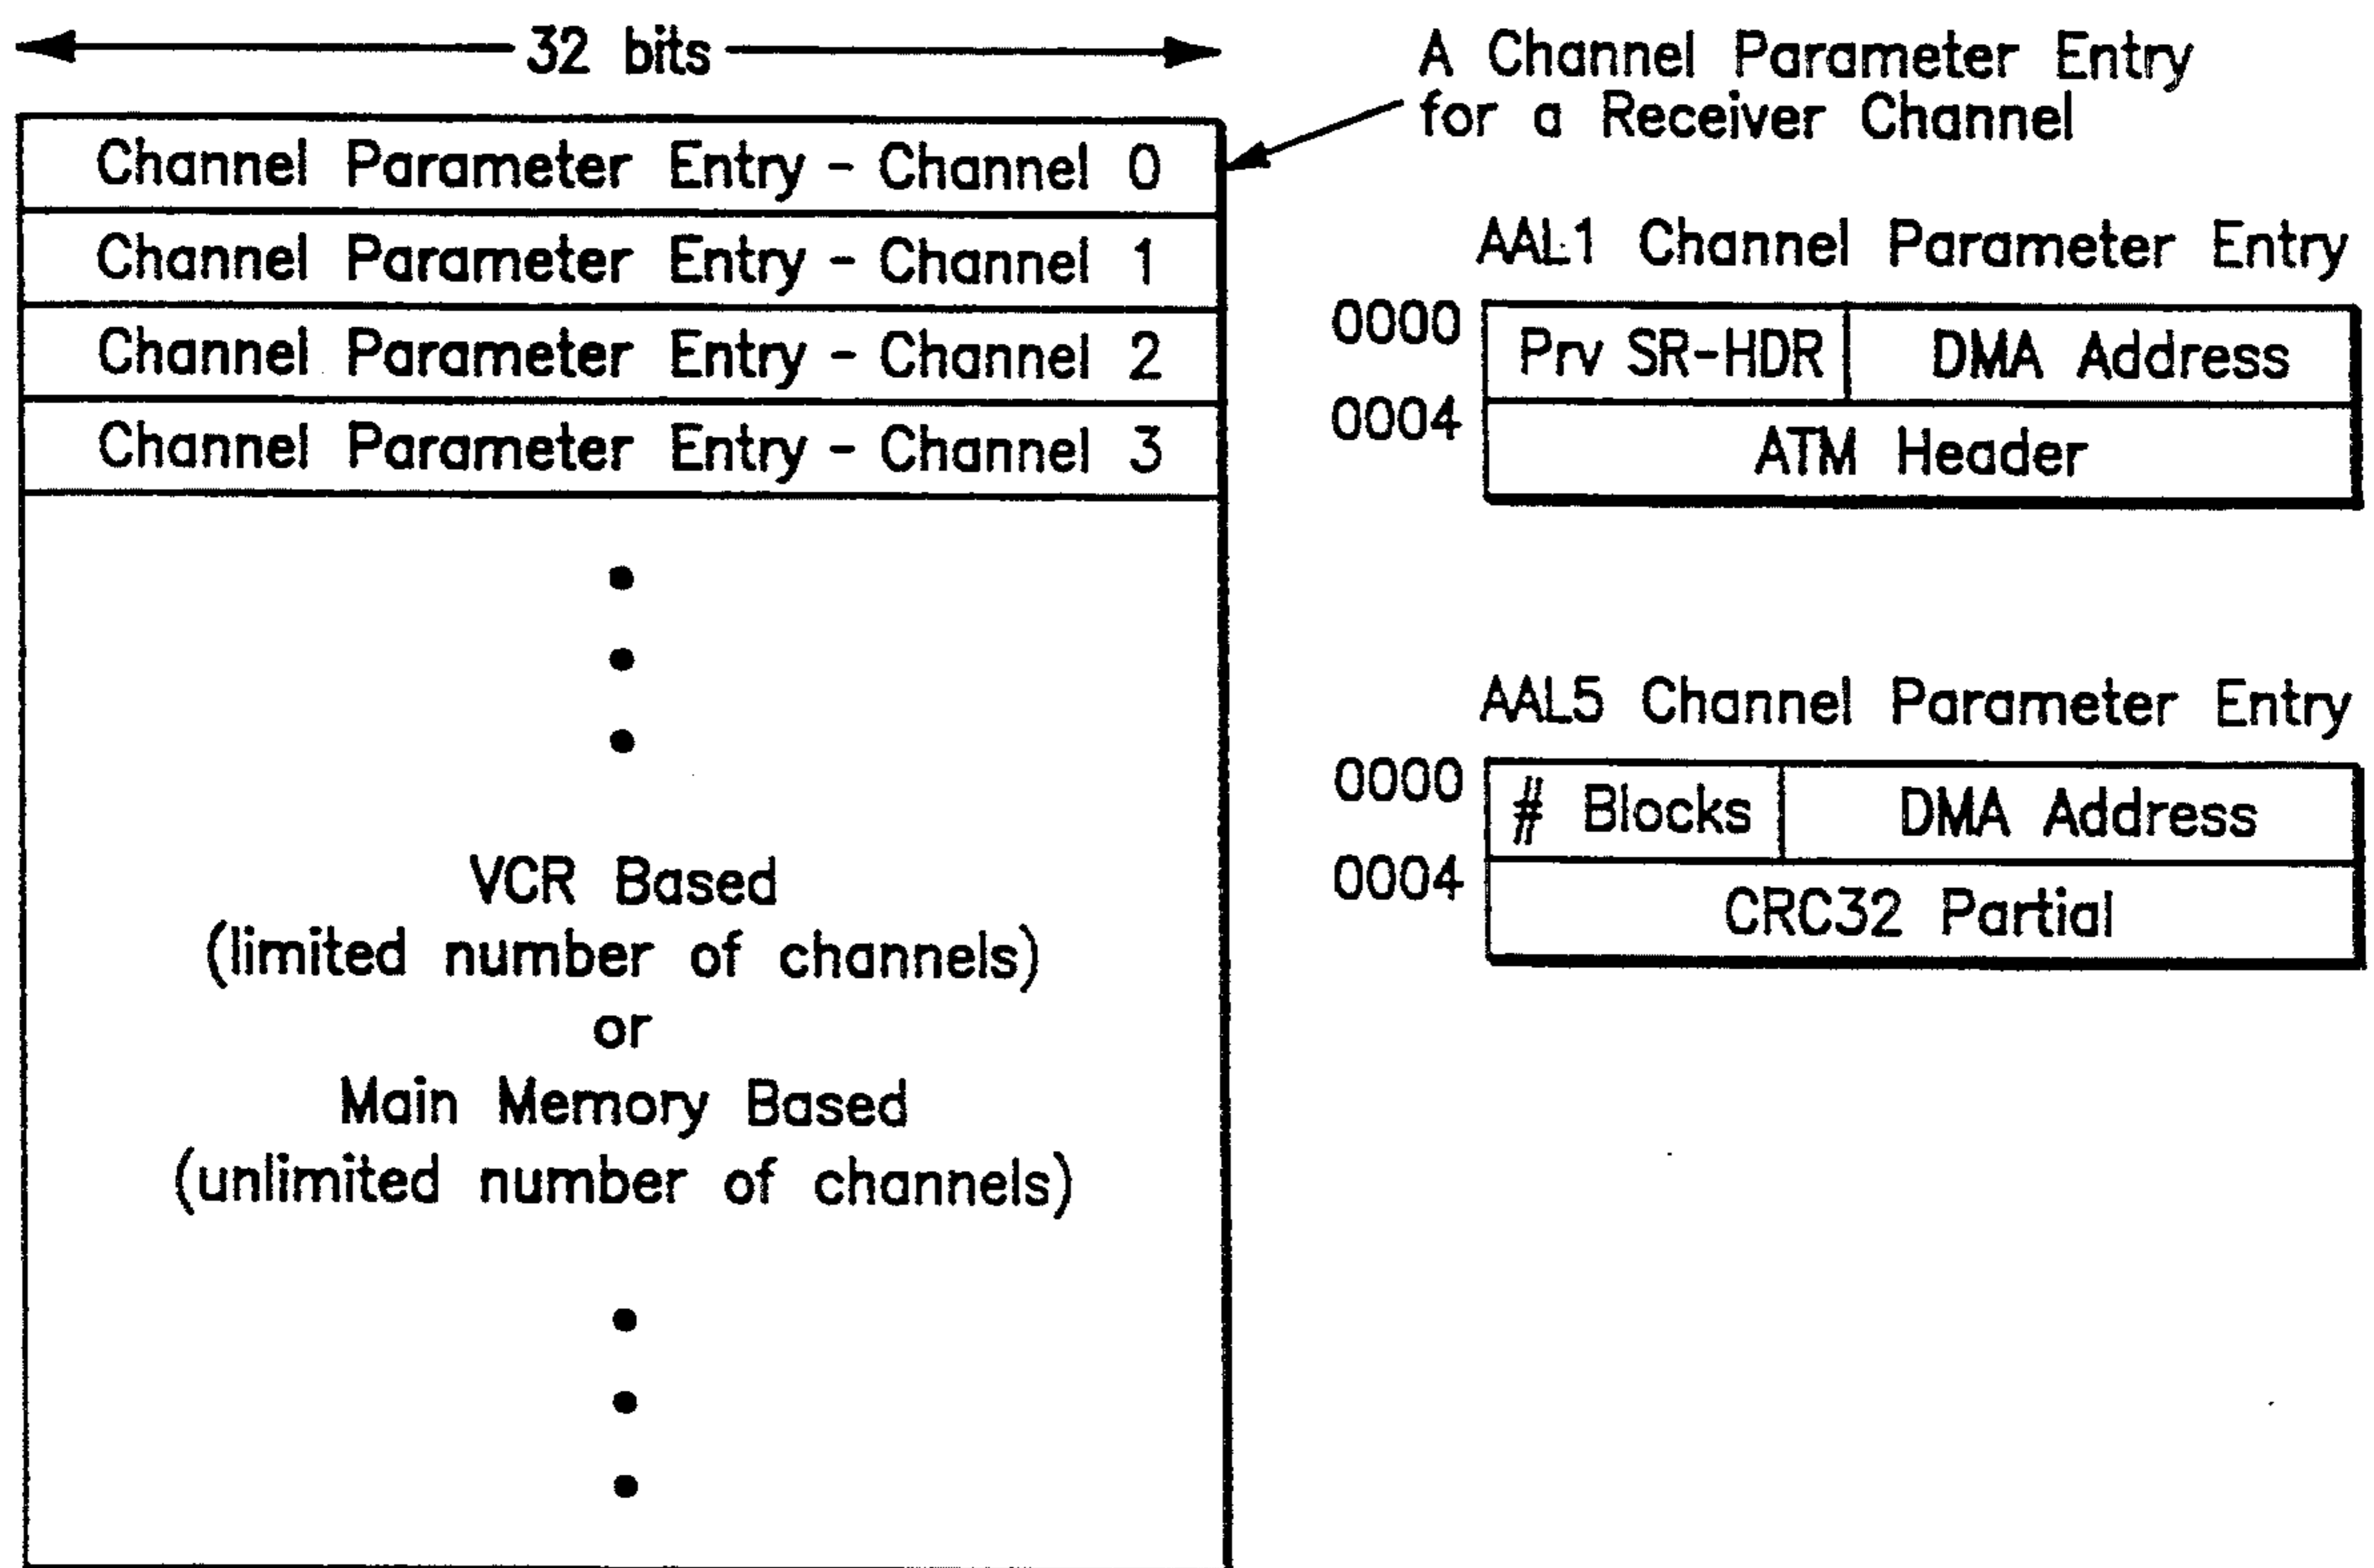 32 bits
Channel Parameter Entry - Channel 0
Channel Parameter Entry - Channel 1
Channel Parameter Entry - Channel 2
Channel Parameter Entry - Channel 3
VCR Based
(limited number of channels)
or
Main Memory Based
(unlimited number of channels)
A Channel Parameter Entry
for a Receiver Channel
AAL1 Channel Parameter Entry
0000 Prv SR-HDR DMA Address
0004 ATM Header
AAL5 Channel Parameter Entry
0000 # Blocks DMA Address
0004 CRC32 Partial